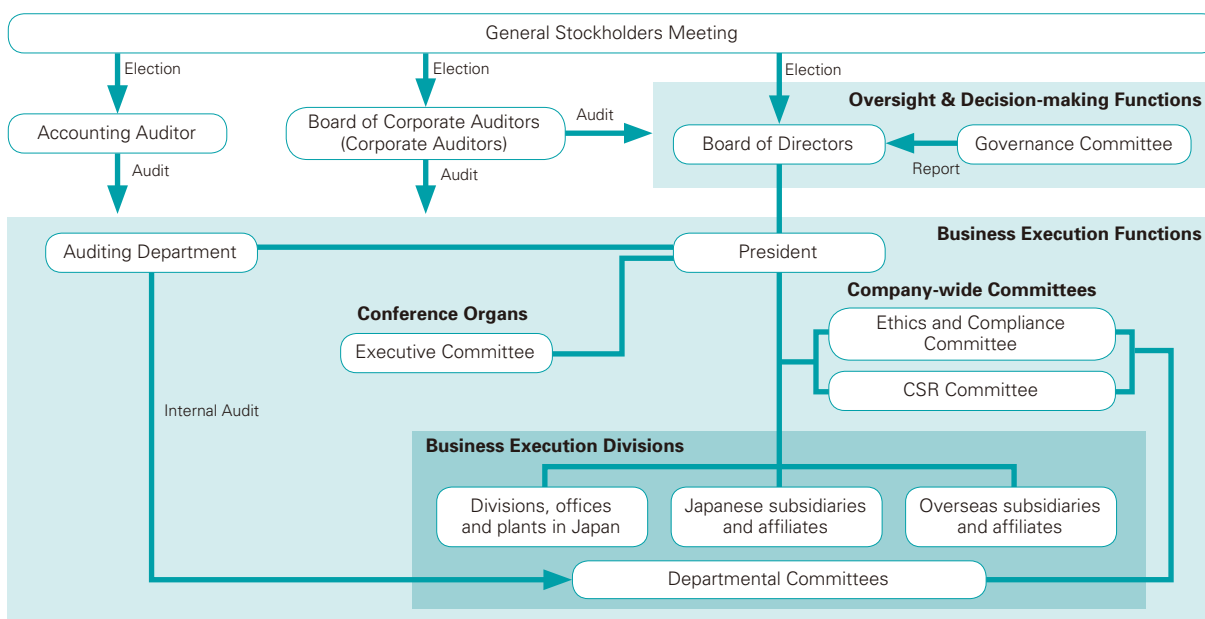 General Stockholders Meeting
Election
Election
Election
Oversight & Decision-making Functions
Accounting Auditor
Board of Corporate Auditors
(Corporate Auditors)
Audit
Board of Directors
Governance Committee
Report
Audit
Audit
Business Execution Functions
Auditing Department
President
Company-wide Committees
Conference Organs
Ethics and Compliance
Committee
Executive Committee
CSR Committee
Internal Audit
Business Execution Divisions
Divisions, offices
and plants in Japan
Japanese subsidiaries
and affiliates
Overseas subsidiaries
and affiliates
Departmental Committees